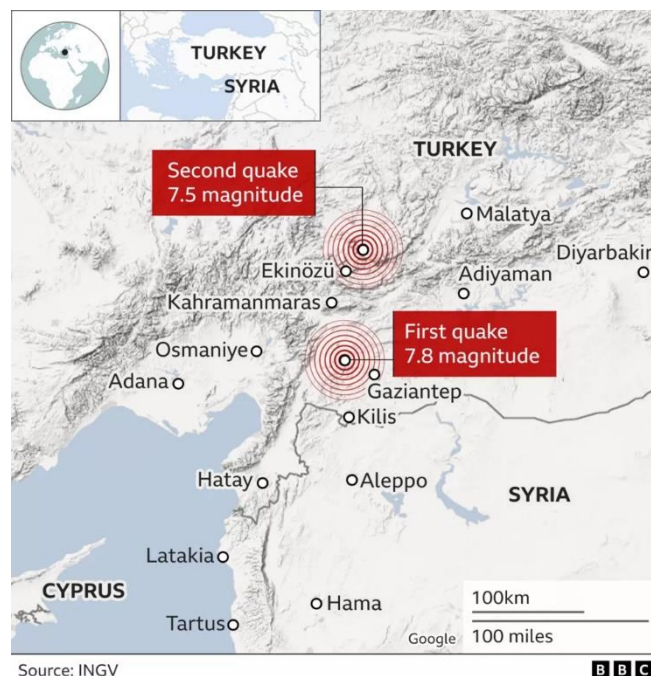 TURKEY
SYRIA
TURKEY
Second quake
7.5 magnitude
Malatya
Diyarbakir
Ekinözü
Adiyaman
Kahramanmaras
First quake
7.8 magnitude
Osmaniye
Adana
Gaziantep
Kilis
Hatay
Aleppo
SYRIA
Latakia
CYPRUS
Hama
Tartus
100km
100 miles
Google
Source: INGV
BBC